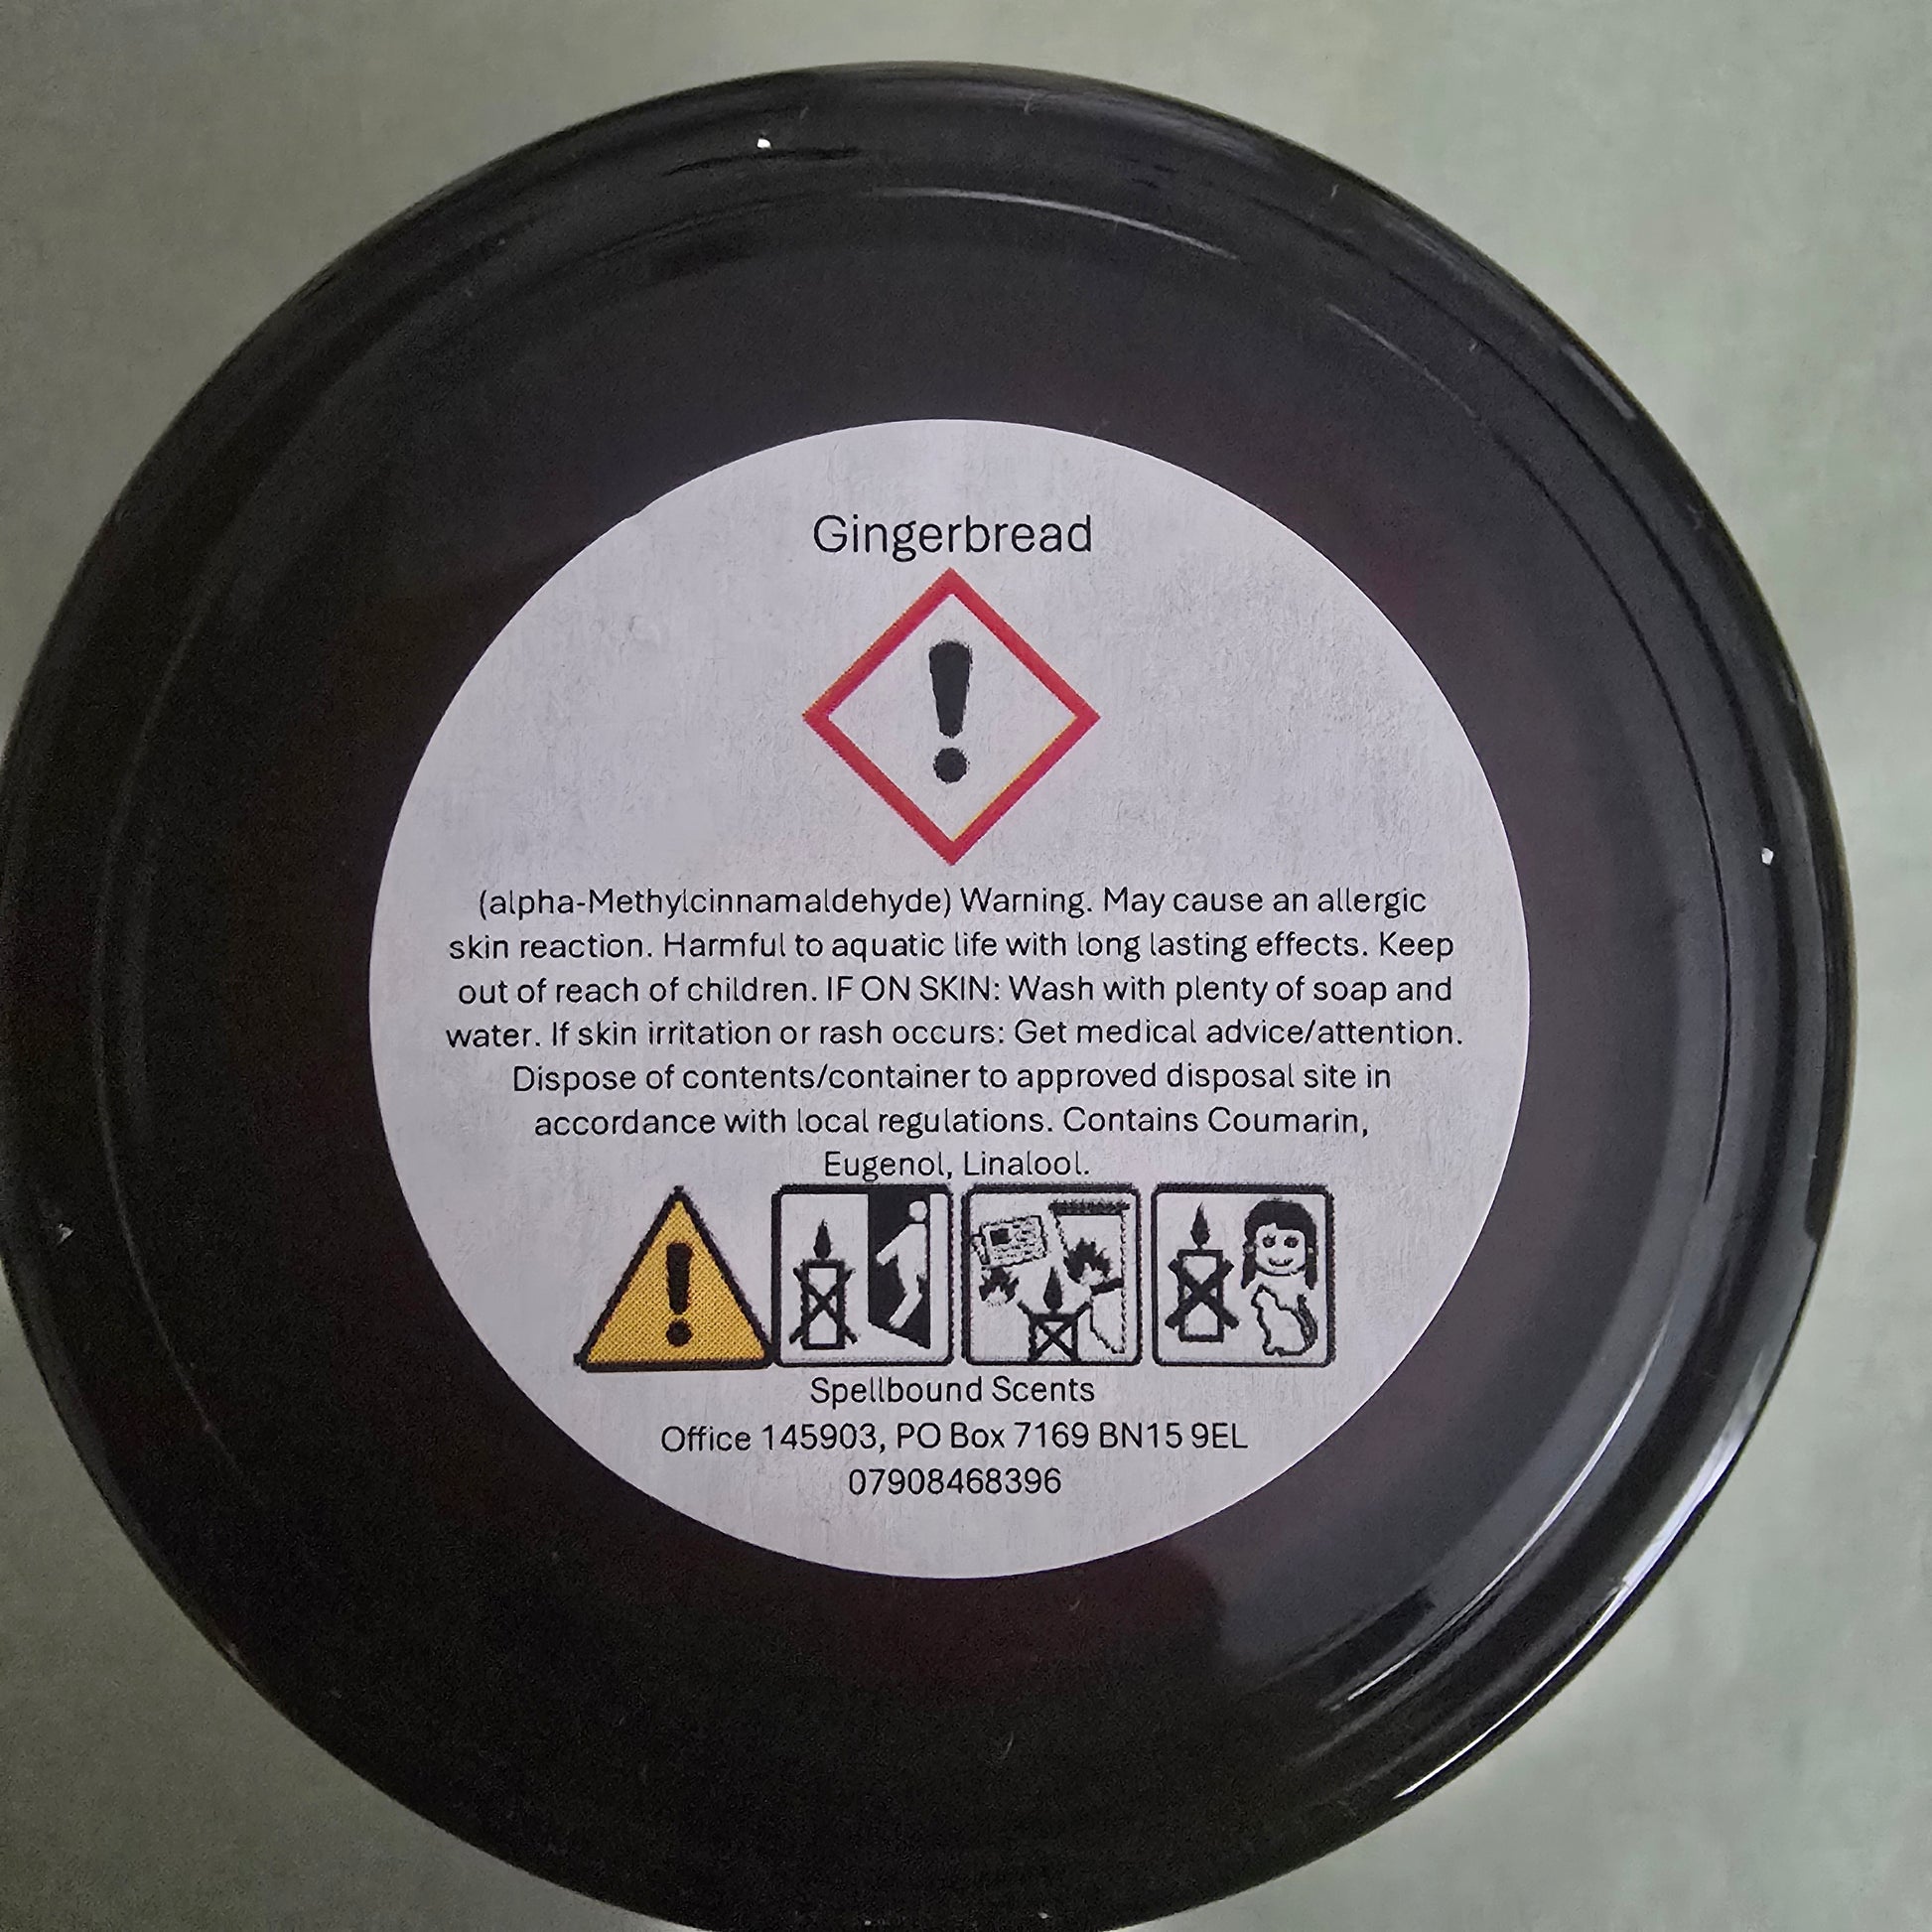 Gingerbread
(alpha-Methylcinnamaldehyde) Warning. May cause an allergic
skin reaction. Harmful to aquatic life with long lasting effects. Keep
out of reach of children. IF ON SKIN: Wash with plenty of soap and
water. If skin irritation or rash occurs: Get medical advice/attention.
Dispose of contents/container to approved disposal site in
accordance with local regulations. Contains Coumarin,
Eugenol, Linalool.
Spellbound Scents
Office 145903, PO Box 7169 BN15 9EL
07908468396